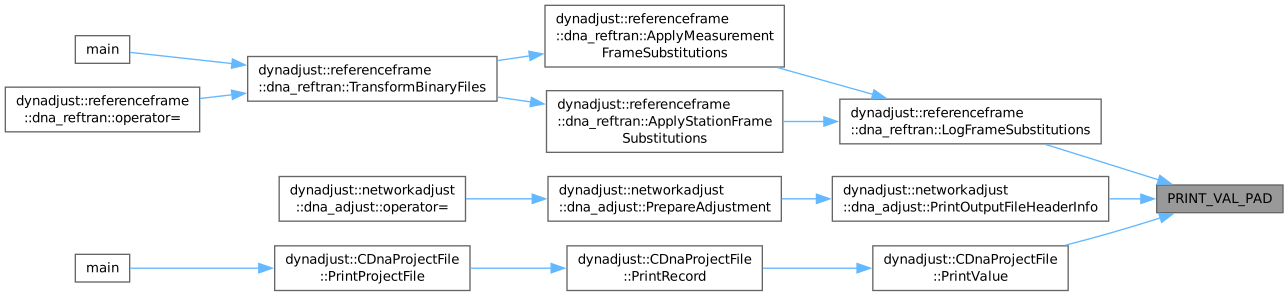 main
dynadjust::referenceframe
::dna_reftran::operator=
dynadjust::referenceframe
::dna_reftran::TransformBinaryFiles
dynadjust::referenceframe
::dna_reftran::ApplyMeasurement
FrameSubstitutions
dynadjust::referenceframe
::dna_reftran::ApplyStationFrame
Substitutions
dynadjust::referenceframe
::dna_reftran::LogFrameSubstitutions
dynadjust::networkadjust
::dna_adjust::operator=
dynadjust::networkadjust
::dna_adjust::PrepareAdjustment
dynadjust::networkadjust
::dna_adjust::PrintOutputFileHeaderInfo
PRINT_VAL_PAD
main
dynadjust::CDnaProjectFile
::PrintProjectFile
dynadjust::CDnaProjectFile
::PrintRecord
dynadjust::CDnaProjectFile
::PrintValue